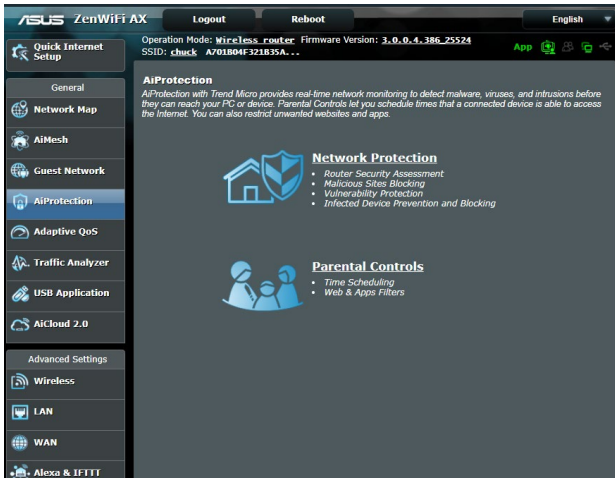 ASUS ZenWiFi AX Logout Reboot English
Quick Internet Setup
Operation Mode: Wireless router Firmware Version: 3.0.0.4.386_25524
SSID: chuck A701B04F321B35A...
App
General
Network Map
AiMesh
Guest Network
AiProtection
Adaptive QoS
Traffic Analyzer
USB Application
AiCloud 2.0
Advanced Settings
Wireless
LAN
WAN
Alexa & IFTTT
AiProtection
AiProtection with Trend Micro provides real-time network monitoring to detect malware, viruses, and intrusions before
they can reach your PC or device. Parental Controls let you schedule times that a connected device is able to access
the Internet. You can also restrict unwanted websites and apps.
Network Protection
• Router Security Assessment
• Malicious Sites Blocking
• Vulnerability Protection
• Infected Device Prevention and Blocking
Parental Controls
• Time Scheduling
• Web & Apps Filters